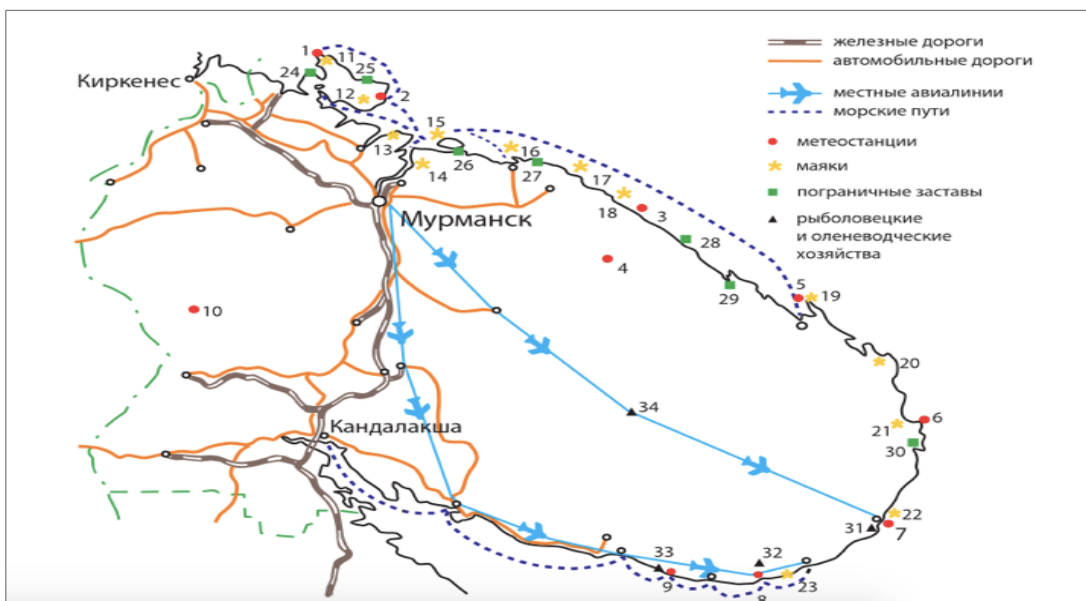 железные дороги
автомобильные дороги
местные авиалинии
морские пути
метеостанции
маяки
пограничные заставы
рыболовецкие
и оленеводческие
хозяйства
1
11
24
25
Киркенес
12
2
15
13
16
26
14
27
17
18
3
Мурманск
28
4
29
5
19
10
20
34
6
Кандалакша
21
30
22
31
7
33
32
9
23
8